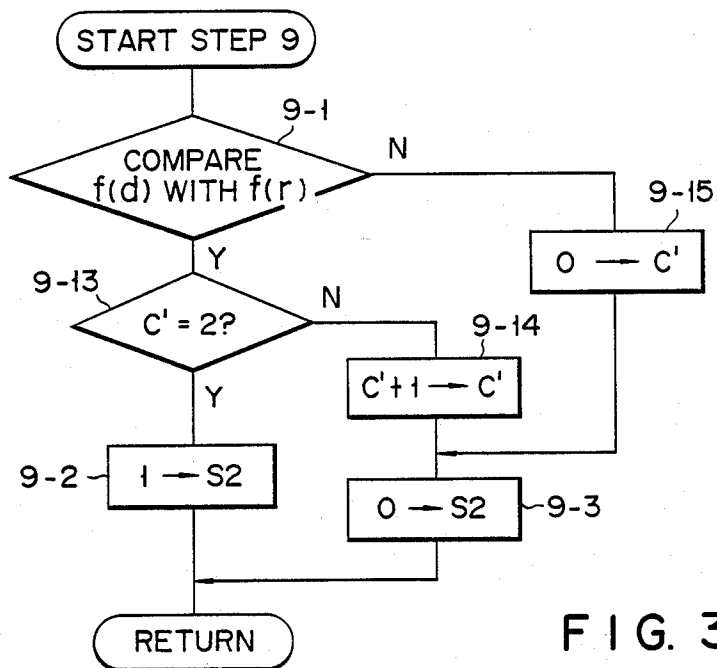 START STEP 9
9-1
COMPARE
f(d) WITH f(r)
N
Y
9-15
0 → C'
9-13
C' = 2?
N
Y
9-14
C'+1 → C'
9-2
1 → S2
0 → S2
9-3
RETURN
FIG. 3